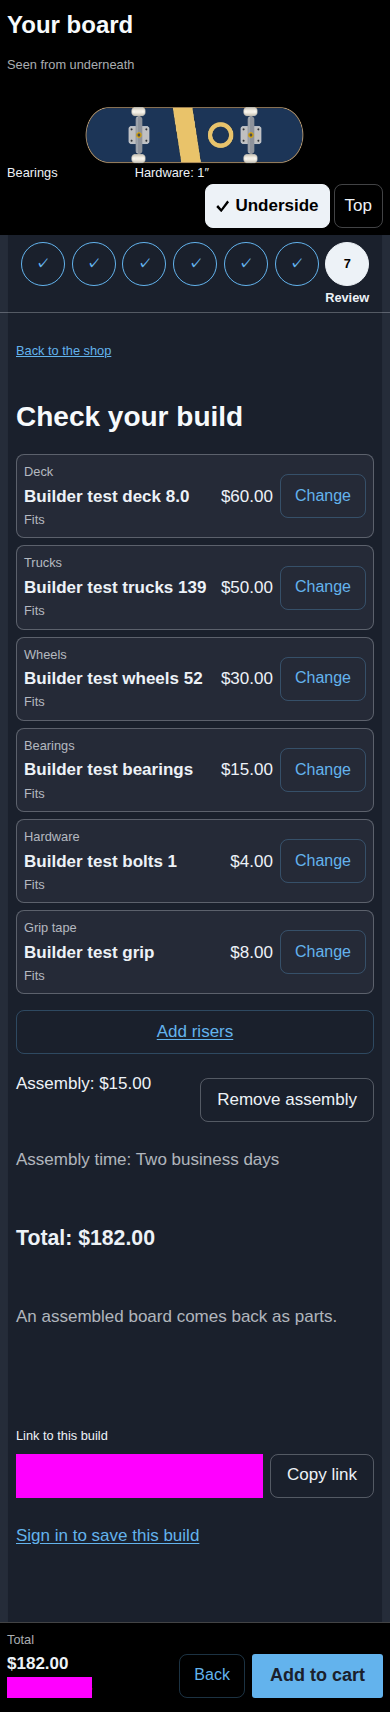 Your board
Seen from underneath
Bearings
Hardware: 1″
✓ Underside
Top
✓ ✓ ✓ ✓ ✓ ✓ 7
Review
Back to the shop
Check your build
Deck
Builder test deck 8.0 $60.00 Change
Fits
Trucks
Builder test trucks 139 $50.00 Change
Fits
Wheels
Builder test wheels 52 $30.00 Change
Fits
Bearings
Builder test bearings $15.00 Change
Fits
Hardware
Builder test bolts 1 $4.00 Change
Fits
Grip tape
Builder test grip $8.00 Change
Fits
Add risers
Assembly: $15.00
Remove assembly
Assembly time: Two business days
Total: $182.00
An assembled board comes back as parts.
Link to this build
Copy link
Sign in to save this build
Total
$182.00
Back
Add to cart